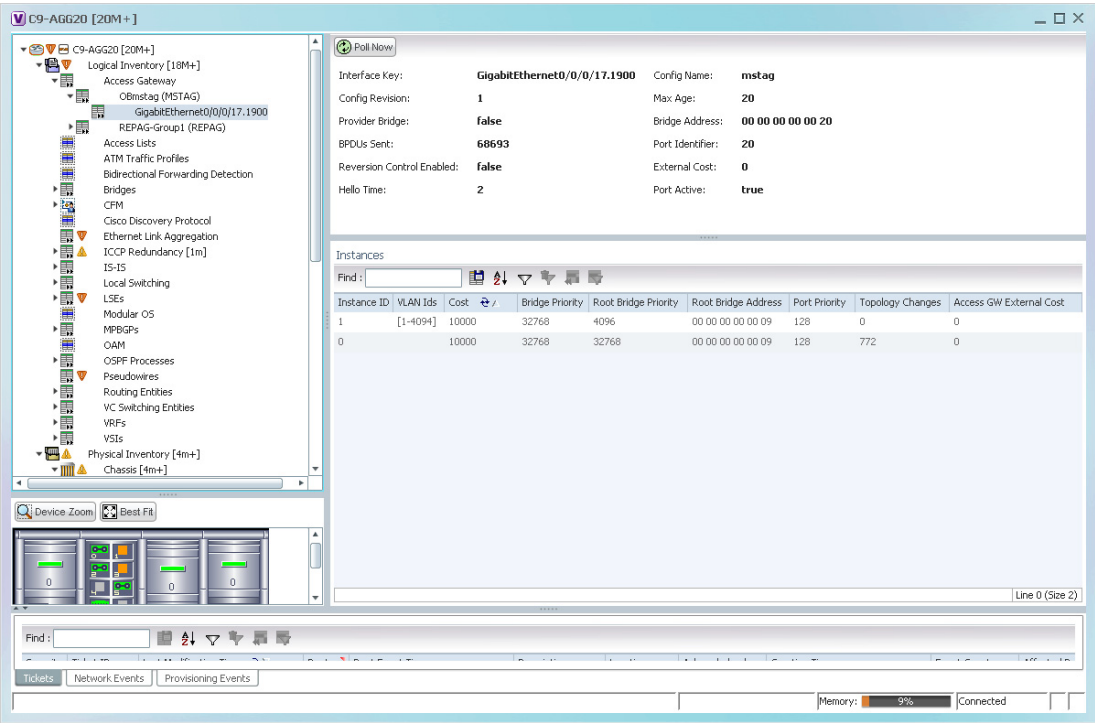 C9-AGG20 [20M+]
C9-AGG20 [20M+]
Logical Inventory [18M+]
Access Gateway
OBmstag (MSTAG)
GigabitEthernet0/0/0/17.1900
REPAG-Group1 (REPAG)
Access Lists
ATM Traffic Profiles
Bidirectional Forwarding Detection
Bridges
CFM
Cisco Discovery Protocol
Ethernet Link Aggregation
ICCP Redundancy [1m]
IS-IS
Local Switching
LSEs
Modular OS
MPBGPs
OAM
OSPF Processes
Pseudowires
Routing Entities
VC Switching Entities
VRFs
VSIs
Physical Inventory [4m+]
Chassis [4m+]
Device Zoom Best Fit
0 0 0
Poll Now
Interface Key: GigabitEthernet0/0/0/17.1900 Config Name: mstag
Config Revision: 1 Max Age: 20
Provider Bridge: false Bridge Address: 00 00 00 00 00 20
BPDUs Sent: 68693 Port Identifier: 20
Reversion Control Enabled: false External Cost: 0
Hello Time: 2 Port Active: true
Instances
Find :
Instance ID VLAN Ids Cost Bridge Priority Root Bridge Priority Root Bridge Address Port Priority Topology Changes Access GW External Cost
1 [1-4094] 10000 32768 4096 00 00 00 00 00 09 128 0 0
0 10000 32768 32768 00 00 00 00 00 09 128 772 0
Line 0 (Size 2)
Find :
Tickets Network Events Provisioning Events
Memory: 9% Connected